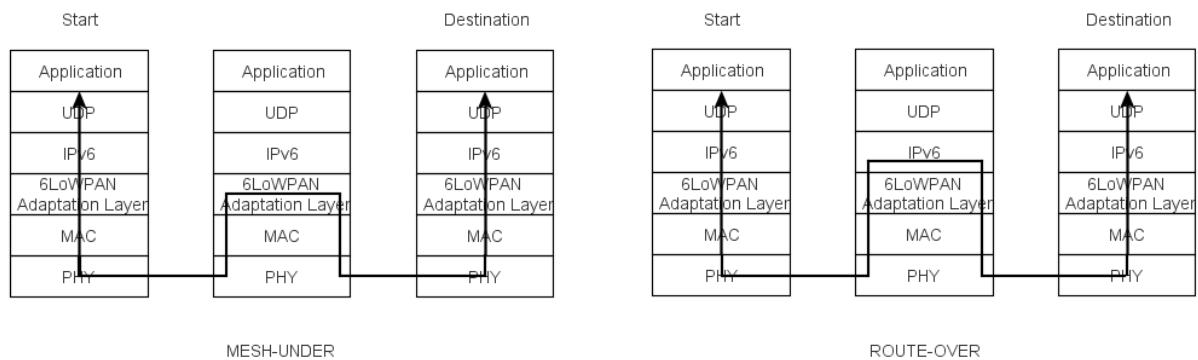 Start
Destination
Application
UDP
IPv6
6LoWPAN
Adaptation Layer
MAC
PHY
Application
UDP
IPv6
6LoWPAN
Adaptation Layer
MAC
PHY
Application
UDP
IPv6
6LoWPAN
Adaptation Layer
MAC
PHY
MESH-UNDER
Start
Destination
Application
UDP
IPv6
6LoWPAN
Adaptation Layer
MAC
PHY
Application
UDP
IPv6
6LoWPAN
Adaptation Layer
MAC
PHY
Application
UDP
IPv6
6LoWPAN
Adaptation Layer
MAC
PHY
ROUTE-OVER